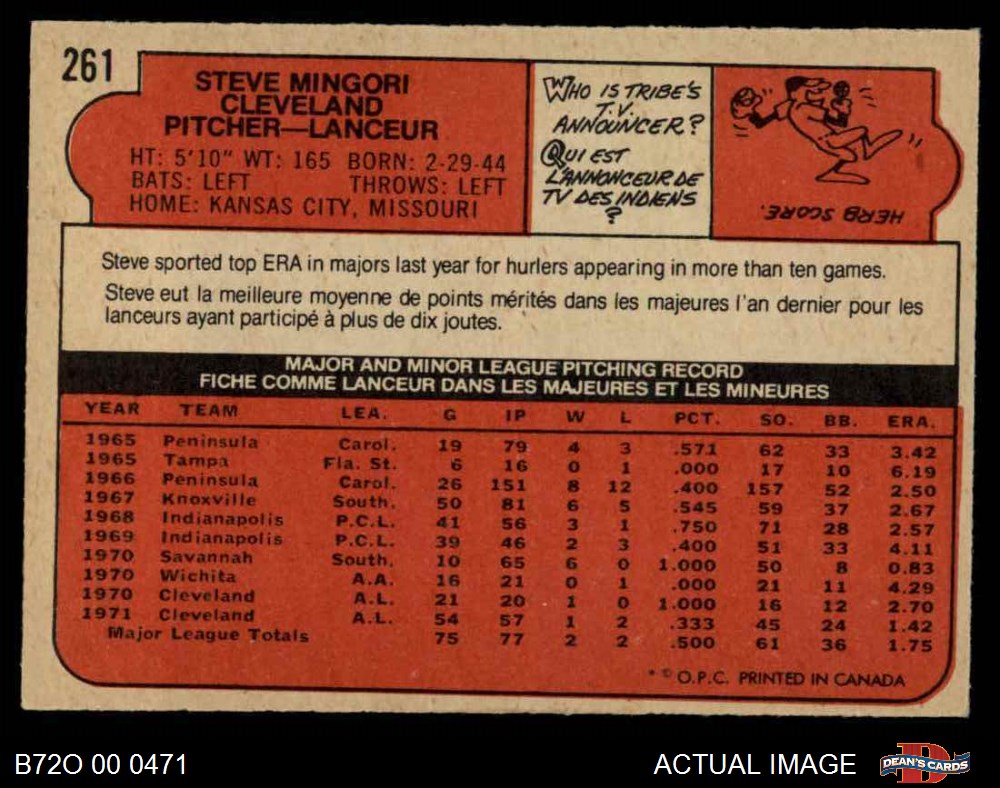 261
STEVE MINGORI
CLEVELAND
PITCHER—LANCEUR
HT: 5'10" WT: 165 BORN: 2-29-44
BATS: LEFT THROWS: LEFT
HOME: KANSAS CITY, MISSOURI
WHO IS TRIBE'S
T.V.
ANNOUNCER?
QUI EST
L'ANNONCEUR DE
TV DES INDIENS
?
HERB SCORE.
Steve sported top ERA in majors last year for hurlers appearing in more than ten games.
Steve eut la meilleure moyenne de points mérités dans les majeures l'an dernier pour les
lanceurs ayant participé à plus de dix joutes.
MAJOR AND MINOR LEAGUE PITCHING RECORD
FICHE COMME LANCEUR DANS LES MAJEURES ET LES MINEURES
YEAR TEAM LEA. G IP W L PCT. SO. BB. ERA.
1965 Peninsula Carol. 19 79 4 3 .571 62 33 3.42
1965 Tampa Fla. St. 6 16 0 1 .000 17 10 6.19
1966 Peninsula Carol. 26 151 8 12 .400 157 52 2.50
1967 Knoxville South. 50 81 6 5 .545 59 37 2.67
1968 Indianapolis P.C.L. 41 56 3 1 .750 71 28 2.57
1969 Indianapolis P.C.L. 39 46 2 3 .400 51 33 4.11
1970 Savannah South. 10 65 6 0 1.000 50 8 0.83
1970 Wichita A.A. 16 21 0 1 .000 21 11 4.29
1970 Cleveland A.L. 21 20 1 0 1.000 16 12 2.70
1971 Cleveland A.L. 54 57 1 2 .333 45 24 1.42
Major League Totals 75 77 2 2 .500 61 36 1.75
* © O.P.C. PRINTED IN CANADA
B72O 00 0471
ACTUAL IMAGE
D
DEAN'S CARDS